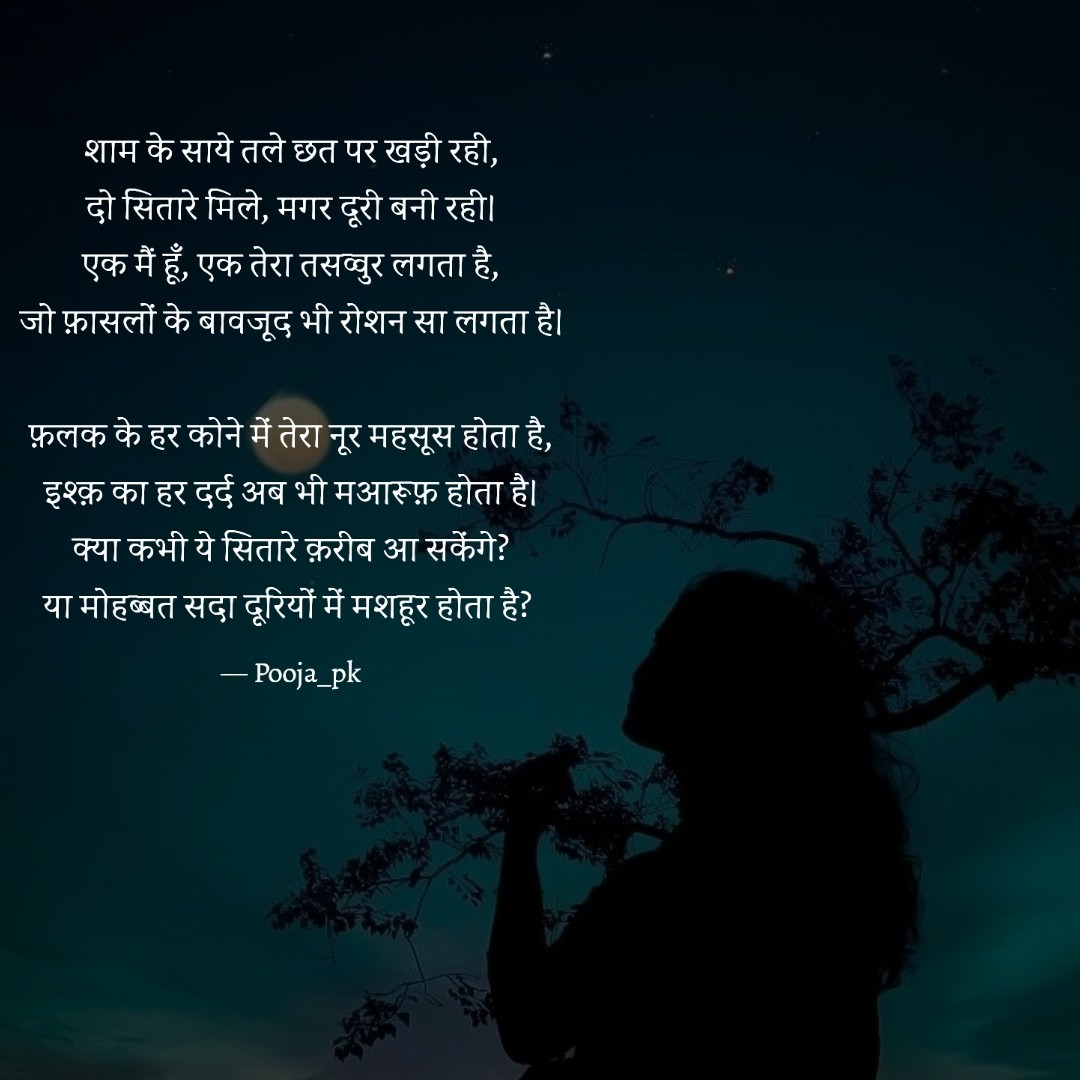 शाम के साये तले छत पर खड़ी रही,
दो सितारे मिले, मगर दूरी बनी रही।
एक मैं हूँ, एक तेरा तसव्वुर लगता है,
जो फ़ासलों के बावजूद भी रोशन सा लगता है।
फ़लक के हर कोने में तेरा नूर महसूस होता है,
इश्क़ का हर दर्द अब भी मआरूफ़ होता है।
क्या कभी ये सितारे क़रीब आ सकेंगे?
या मोहब्बत सदा दूरियों में मशहूर होता है?
— Pooja_pk